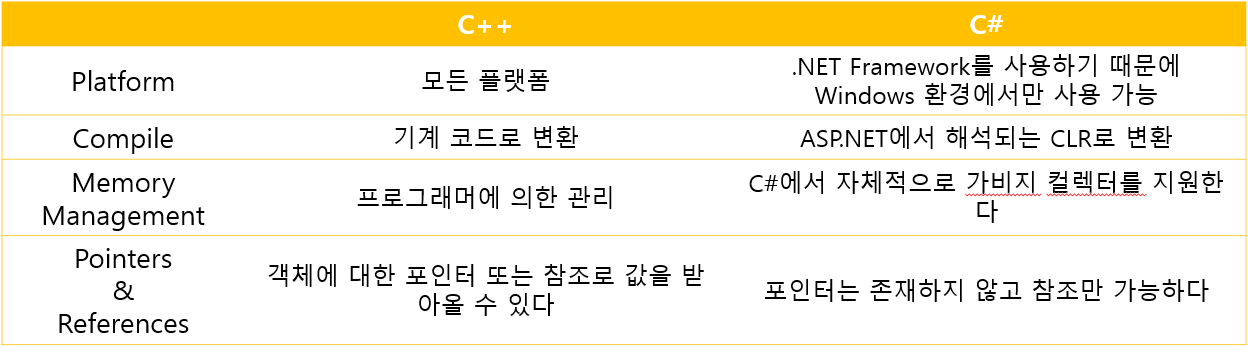 C++ C#
Platform 모든 플랫폼 .NET Framework를 사용하기 때문에
Windows 환경에서만 사용 가능
Compile 기계 코드로 변환 ASP.NET에서 해석되는 CLR로 변환
Memory
Management
프로그래머에 의한 관리
C#에서 자체적으로 가비지 컬렉터를 지원한
다
Pointers
&
References
객체에 대한 포인터 또는 참조로 값을 받
아올 수 있다
포인터는 존재하지 않고 참조만 가능하다